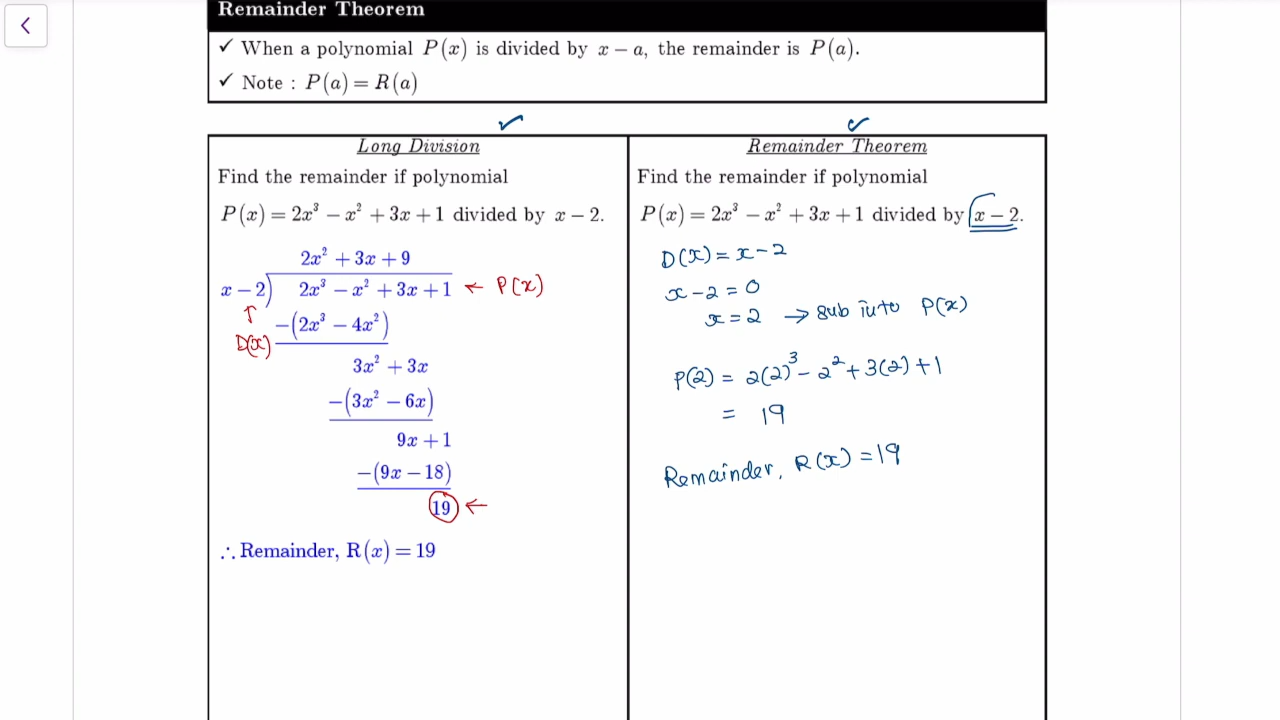 Remainder Theorem
✓ When a polynomial P(x) is divided by x − a, the remainder is P(a).
✓ Note : P(a) = R(a)
Long Division
Find the remainder if polynomial
P(x) = 2x³ − x² + 3x + 1 divided by x − 2.
2x² + 3x + 9
x − 2) 2x³ − x² + 3x + 1 ← P(x)
↑
D(x)
−(2x³ − 4x²)
3x² + 3x
−(3x² − 6x)
9x + 1
−(9x − 18)
19 ←
∴ Remainder, R(x) = 19
Remainder Theorem
Find the remainder if polynomial
P(x) = 2x³ − x² + 3x + 1 divided by x − 2.
D(x) = x − 2
x − 2 = 0
x = 2 → sub into P(x)
P(2) = 2(2)³ − 2² + 3(2) + 1
= 19
Remainder, R(x) = 19